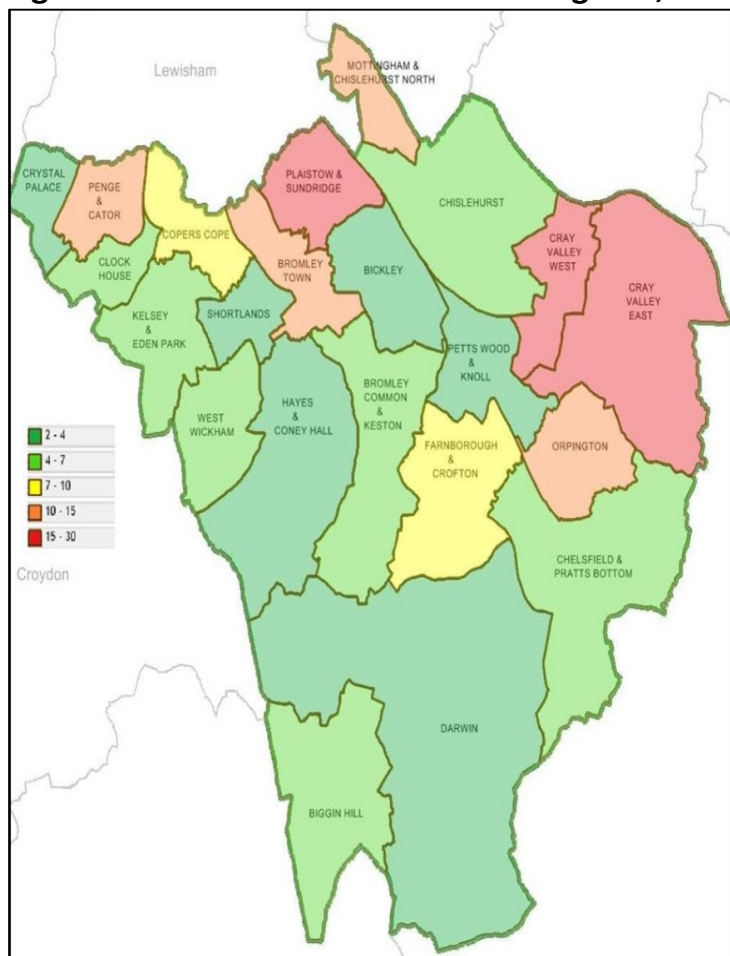 Lewisham
MOTTINGHAM &
CHISLEHURST NORTH
CRYSTAL
PALACE
PENGE
&
CATOR
PLAISTOW &
SUNDRIDGE
CHISLEHURST
COPERS COPE
CLOCK
HOUSE
BROMLEY
TOWN
BICKLEY
CRAY
VALLEY
WEST
CRAY
VALLEY
EAST
KELSEY
&
EDEN PARK
SHORTLANDS
PETTS WOOD
&
KNOLL
WEST
WICKHAM
HAYES
&
CONEY HALL
BROMLEY
COMMON
&
KESTON
FARNBOROUGH
&
CROFTON
ORPINGTON
2 - 4
4 - 7
7 - 10
10 - 15
15 - 30
Croydon
CHELSFIELD &
PRATTS BOTTOM
DARWIN
BIGGIN HILL